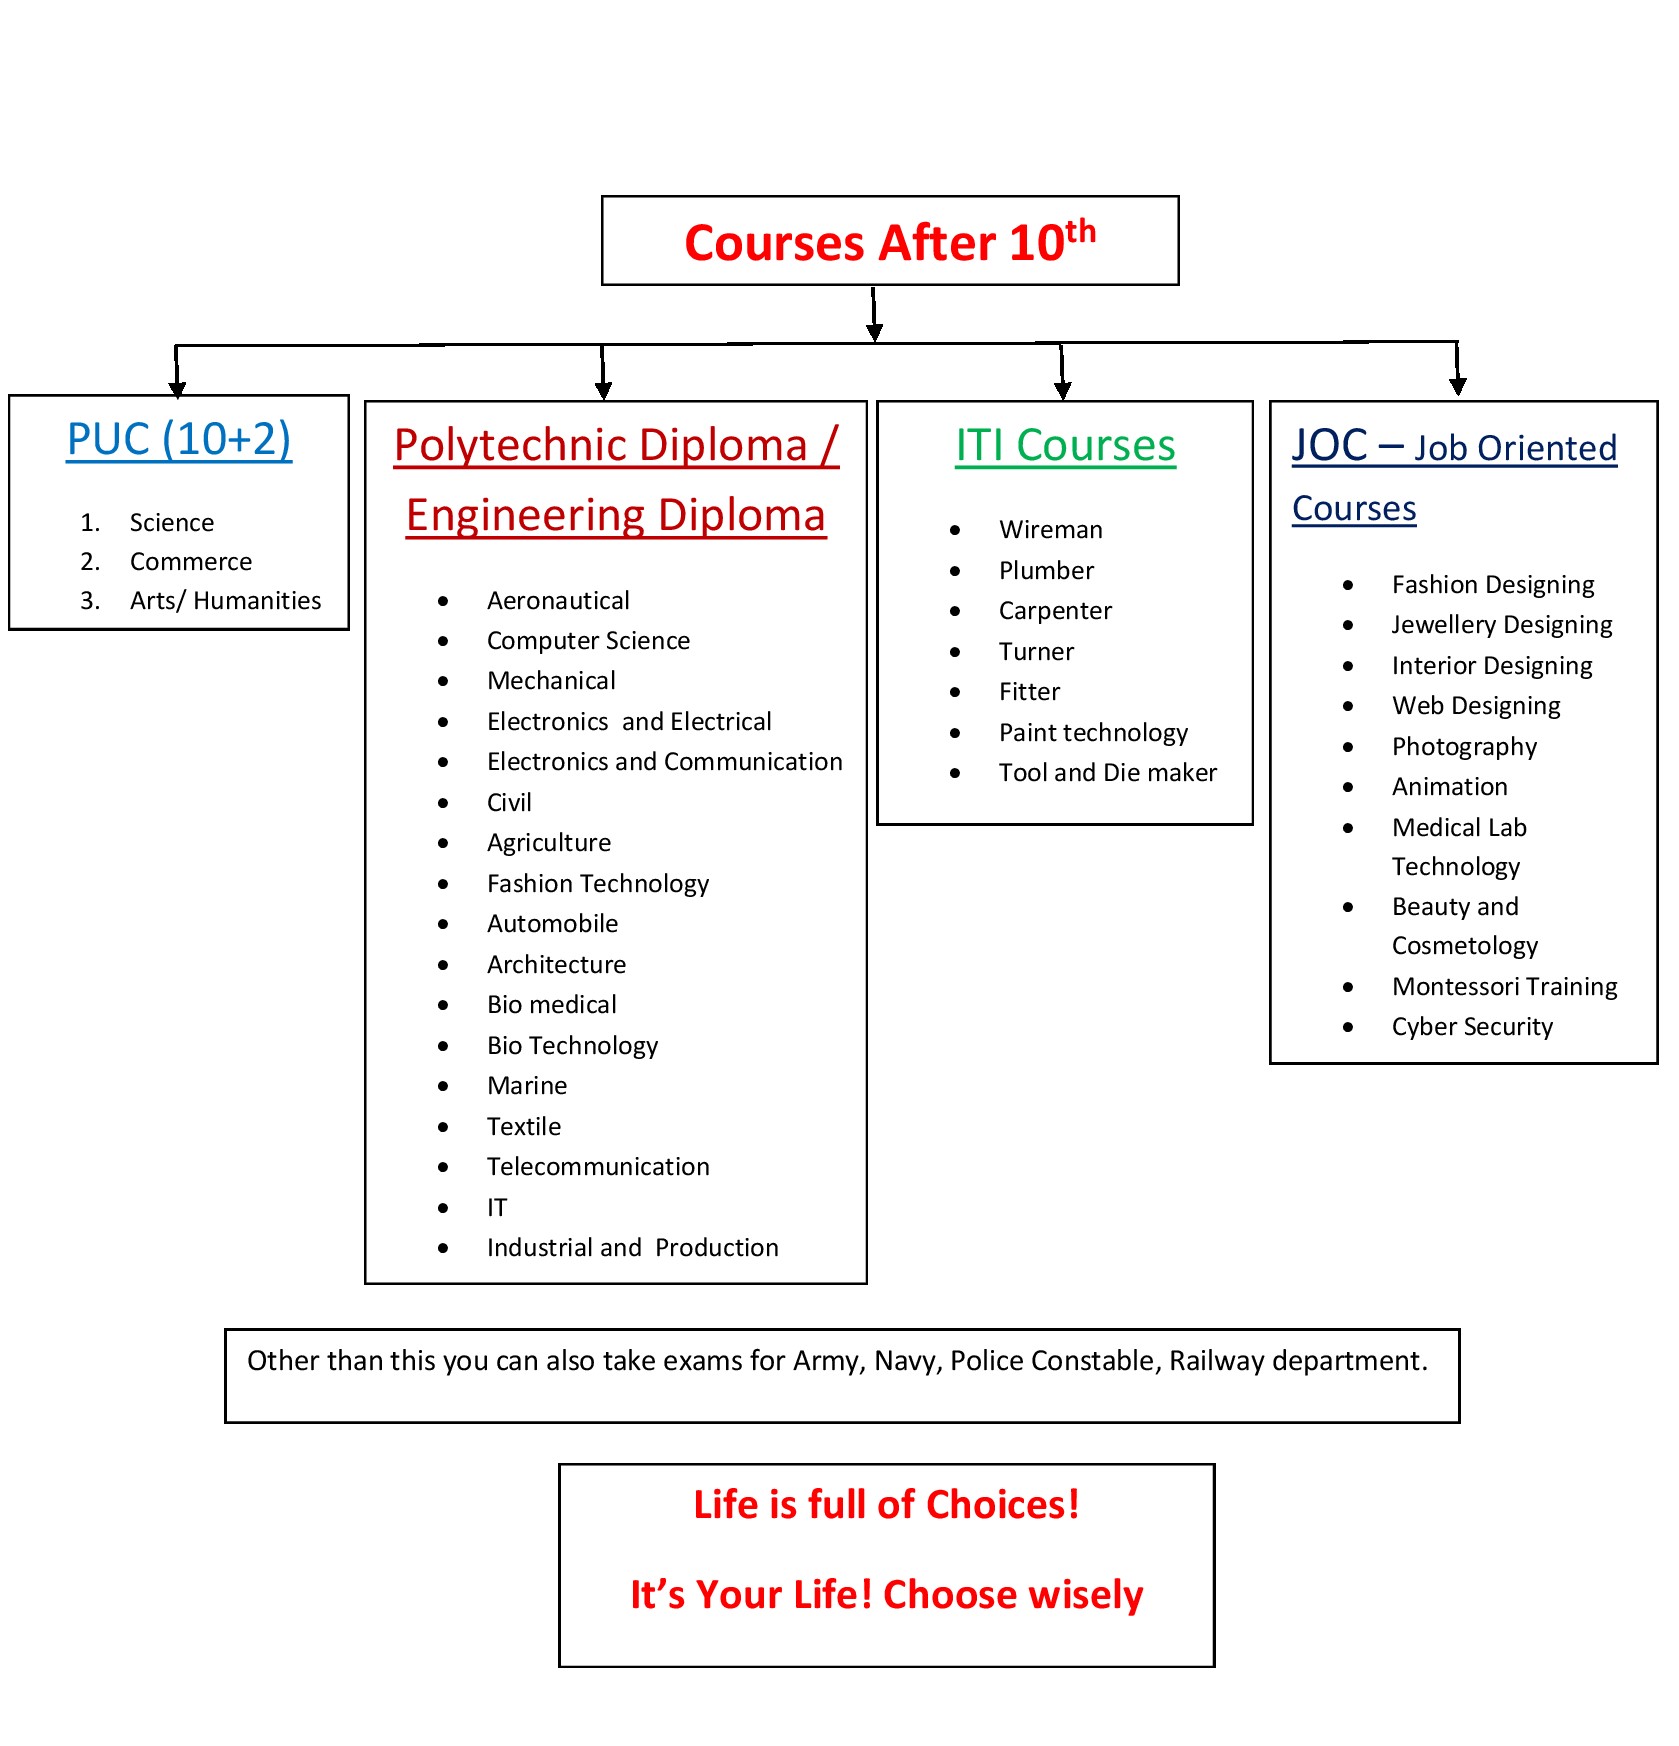 Courses After 10th
PUC (10+2)
1. Science
2. Commerce
3. Arts/ Humanities
Polytechnic Diploma /
Engineering Diploma
• Aeronautical
• Computer Science
• Mechanical
• Electronics  and Electrical
• Electronics and Communication
• Civil
• Agriculture
• Fashion Technology
• Automobile
• Architecture
• Bio medical
• Bio Technology
• Marine
• Textile
• Telecommunication
• IT
• Industrial and  Production
ITI Courses
• Wireman
• Plumber
• Carpenter
• Turner
• Fitter
• Paint technology
• Tool and Die maker
JOC – Job Oriented
Courses
• Fashion Designing
• Jewellery Designing
• Interior Designing
• Web Designing
• Photography
• Animation
• Medical Lab
Technology
• Beauty and
Cosmetology
• Montessori Training
• Cyber Security
Other than this you can also take exams for Army, Navy, Police Constable, Railway department.
Life is full of Choices!
It’s Your Life! Choose wisely